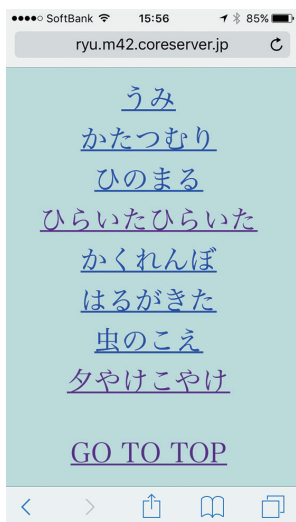 SoftBank 15:56 85%
ryu.m42.coreserver.jp
うみ
かたつむり
ひのまる
ひらいたひらいた
かくれんぼ
はるがきた
虫のこえ
夕やけこやけ
GO TO TOP